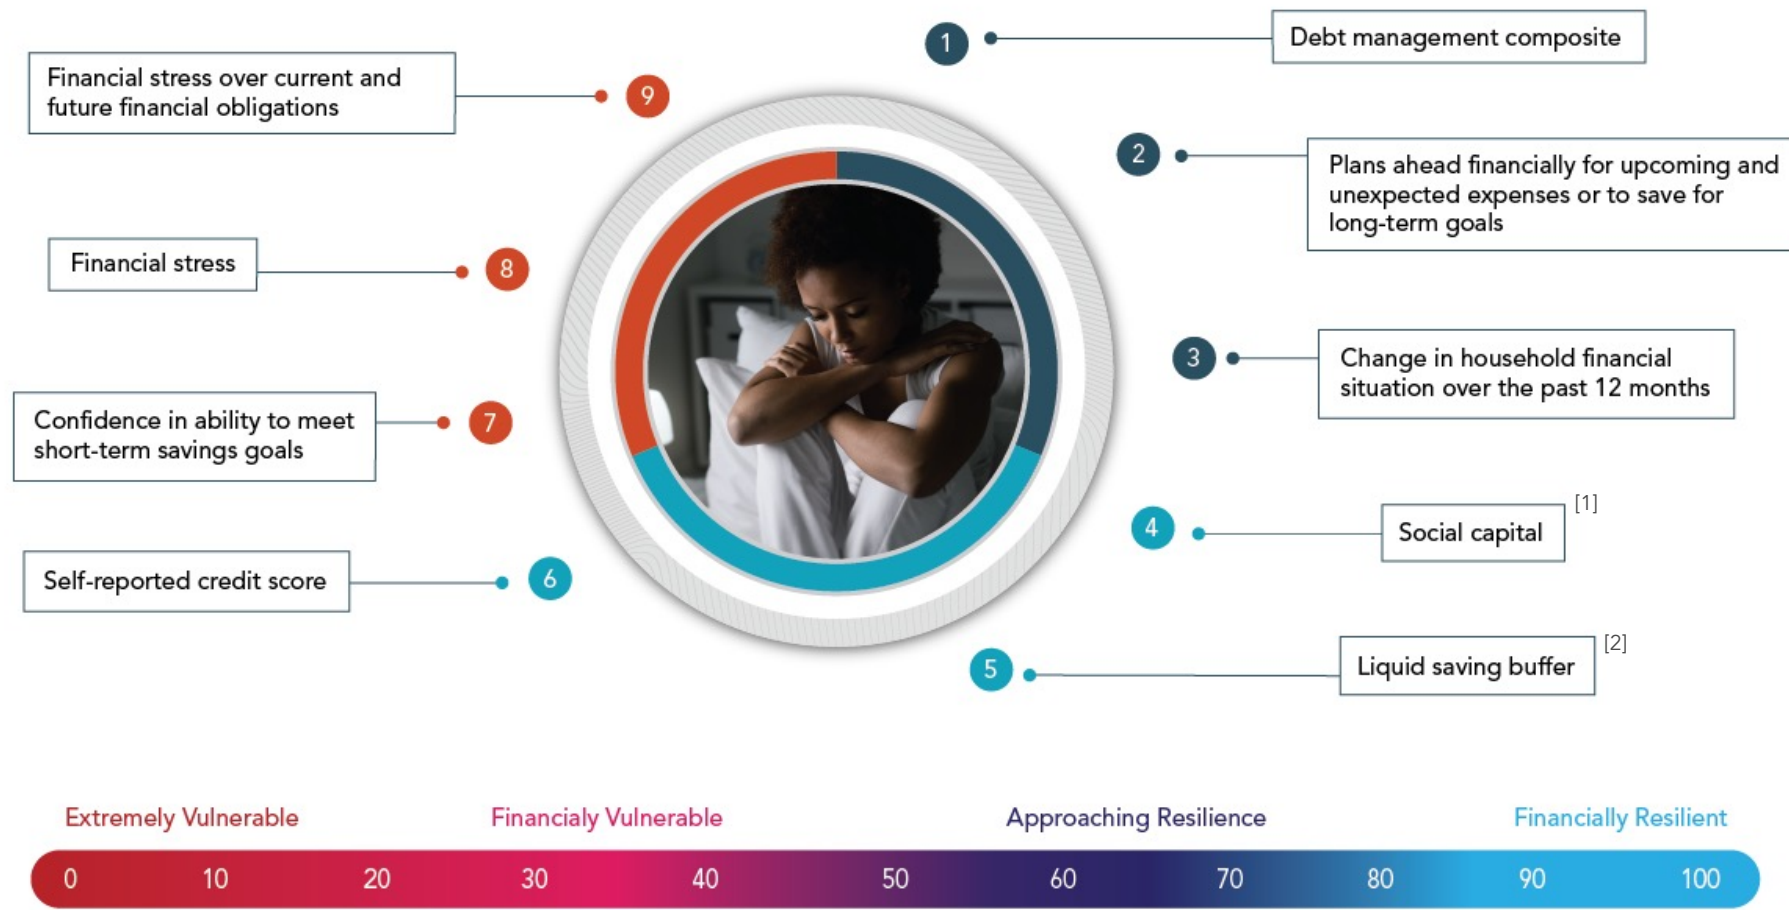 1
Debt management composite
2
Plans ahead financially for upcoming and
unexpected expenses or to save for
long-term goals
3
Change in household financial
situation over the past 12 months
4
Social capital
[1]
5
Liquid saving buffer
[2]
6
Self-reported credit score
7
Confidence in ability to meet
short-term savings goals
8
Financial stress
9
Financial stress over current and
future financial obligations
Extremely Vulnerable Financialy Vulnerable Approaching Resilience Financially Resilient
0 10 20 30 40 50 60 70 80 90 100